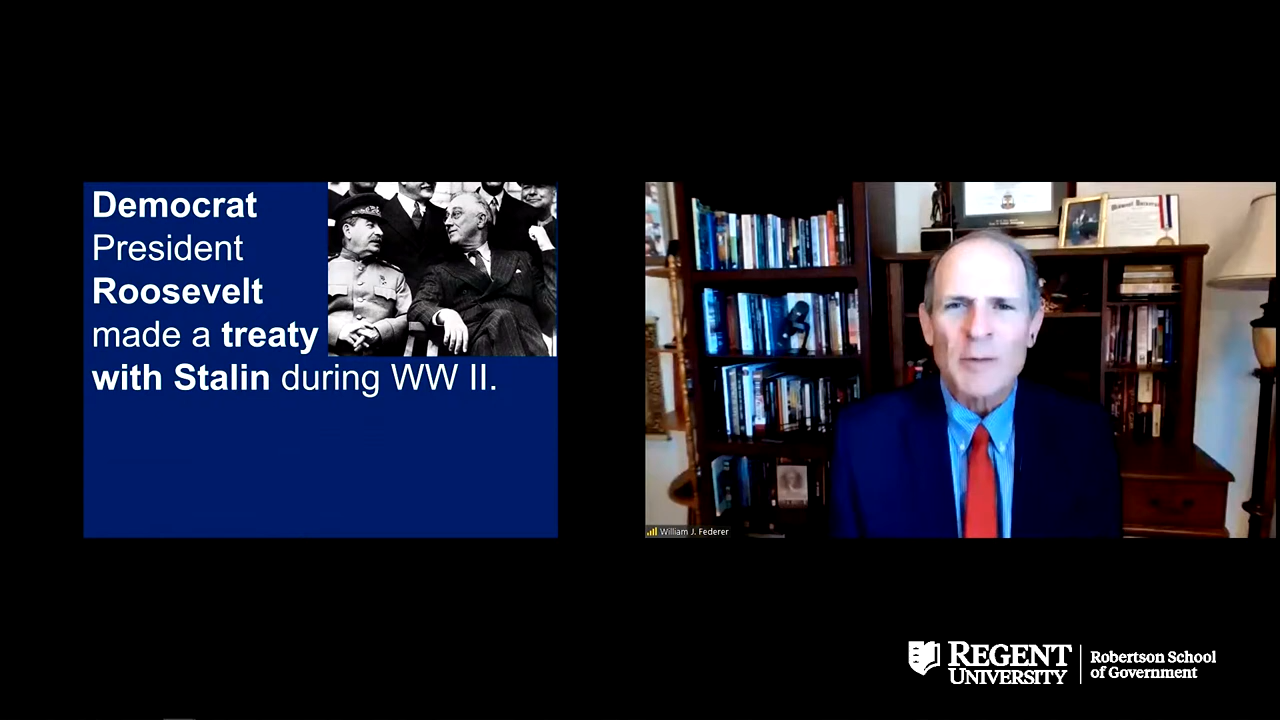 Democrat
President
Roosevelt
made a treaty
with Stalin during WW II.
William J. Federer
REGENT
UNIVERSITY
Robertson School
of Government